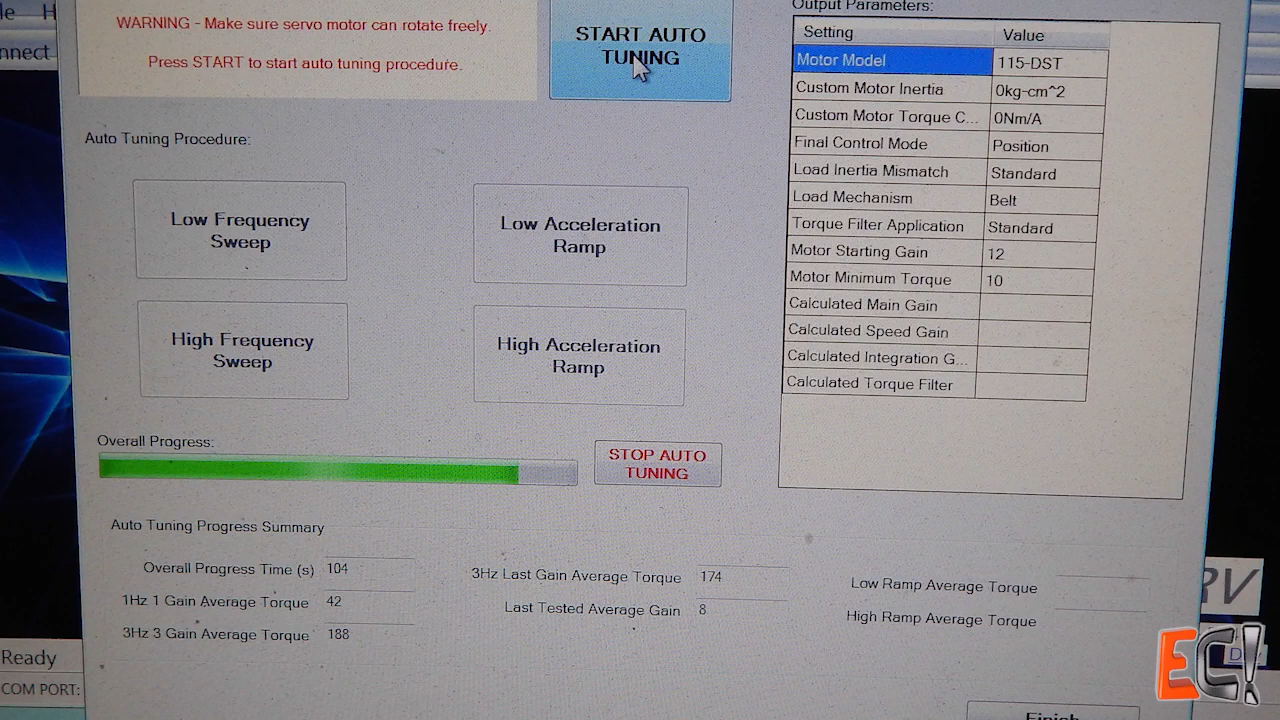 WARNING - Make sure servo motor can rotate freely.
Press START to start auto tuning procedure.
START AUTO
TUNING
Output Parameters:
Setting Value
Motor Model 115-DST
Custom Motor Inertia 0kg-cm^2
Custom Motor Torque C... 0Nm/A
Final Control Mode Position
Load Inertia Mismatch Standard
Load Mechanism Belt
Torque Filter Application Standard
Motor Starting Gain 12
Motor Minimum Torque 10
Calculated Main Gain
Calculated Speed Gain
Calculated Integration G...
Calculated Torque Filter
Auto Tuning Procedure:
Low Frequency
Sweep
Low Acceleration
Ramp
High Frequency
Sweep
High Acceleration
Ramp
Overall Progress:
STOP AUTO
TUNING
Auto Tuning Progress Summary
Overall Progress Time (s) 104
1Hz 1 Gain Average Torque 42
3Hz 3 Gain Average Torque 188
3Hz Last Gain Average Torque 174
Last Tested Average Gain 8
Low Ramp Average Torque
High Ramp Average Torque
Ready
COM PORT:
RV
EC!
Finish